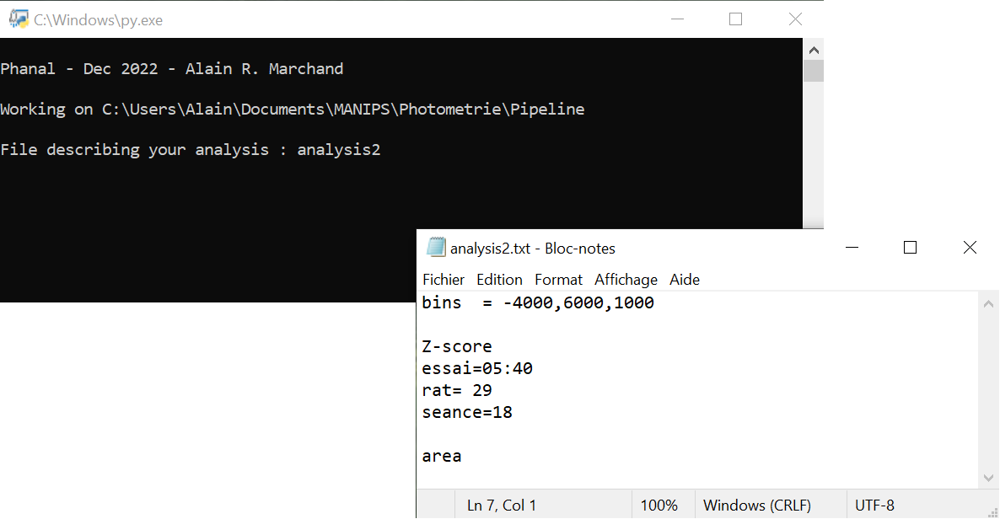 C:\Windows\py.exe
Phanal - Dec 2022 - Alain R. Marchand
Working on C:\Users\Alain\Documents\MANIPS\Photometrie\Pipeline
File describing your analysis : analysis2
analysis2.txt - Bloc-notes
Fichier Edition Format Affichage Aide
bins  = -4000,6000,1000
Z-score
essai=05:40
rat= 29
seance=18
area
Ln 7, Col 1 100% Windows (CRLF) UTF-8